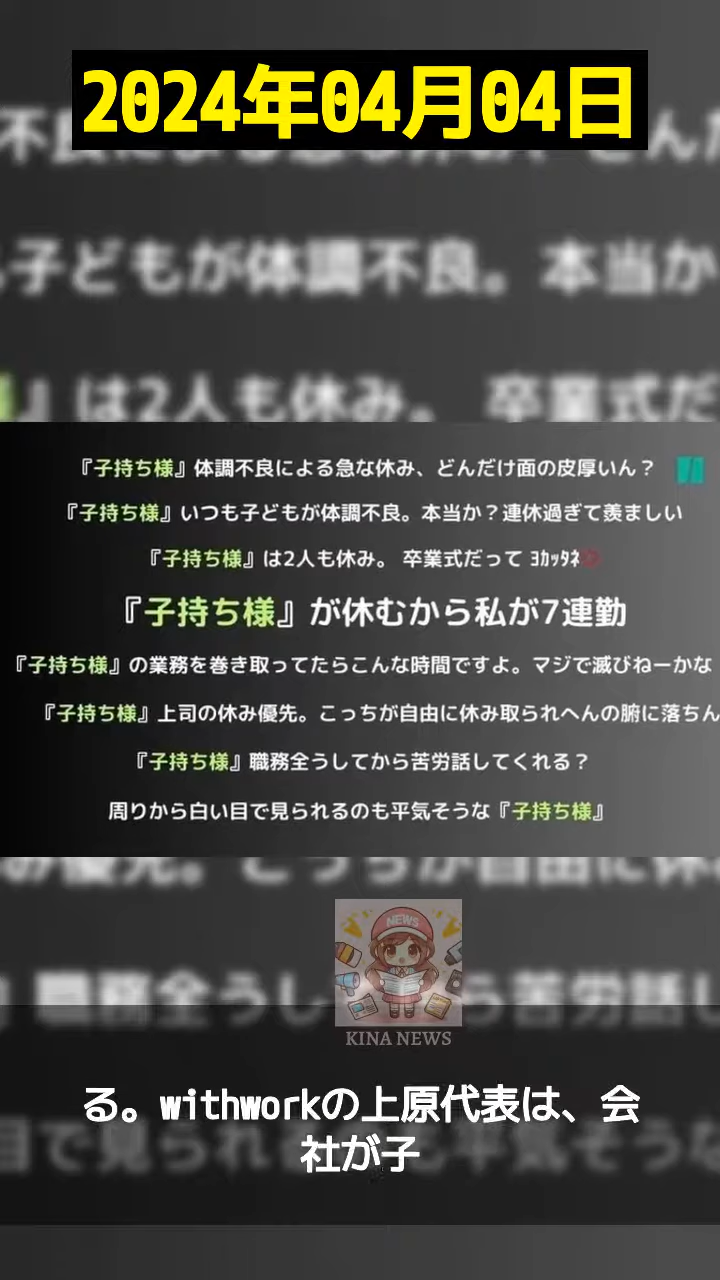 2024年04月04日
『子持ち様』体調不良による急な休み、どんだけ面の皮厚いん？
『子持ち様』いつも子どもが体調不良。本当か？連休過ぎて羨ましい
『子持ち様』は2人も休み。 卒業式だって ﾖｶｯﾀﾈ
『子持ち様』が休むから私が7連勤
『子持ち様』の業務を巻き取ってたらこんな時間ですよ。マジで滅びねーかな
『子持ち様』上司の休み優先。こっちが自由に休み取られへんの腑に落ちん
『子持ち様』職務全うしてから苦労話してくれる？
周りから白い目で見られるのも平気そうな『子持ち様』
NEWS
KINA NEWS
る。withworkの上原代表は、会
社が子